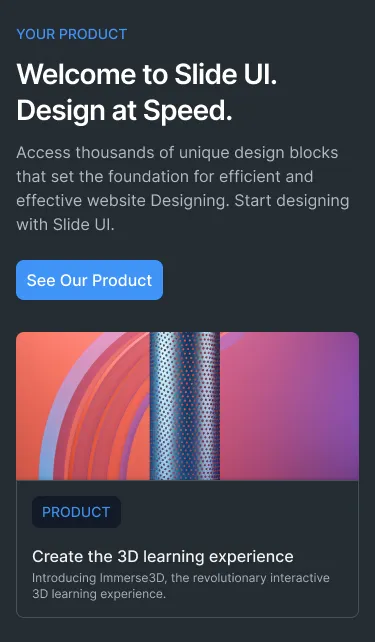 YOUR PRODUCT
Welcome to Slide UI.
Design at Speed.
Access thousands of unique design blocks
that set the foundation for efficient and
effective website Designing. Start designing
with Slide UI.
See Our Product
PRODUCT
Create the 3D learning experience
Introducing Immerse3D, the revolutionary interactive
3D learning experience.